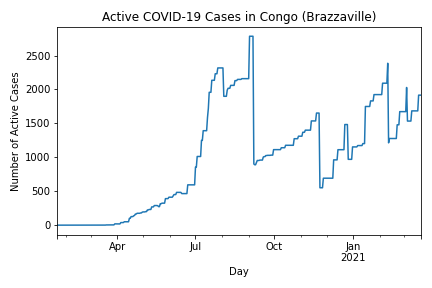 Active COVID-19 Cases in Congo (Brazzaville)
Number of Active Cases
2500
2000
1500
1000
500
0
Apr
Jul
Oct
Jan
2021
Day